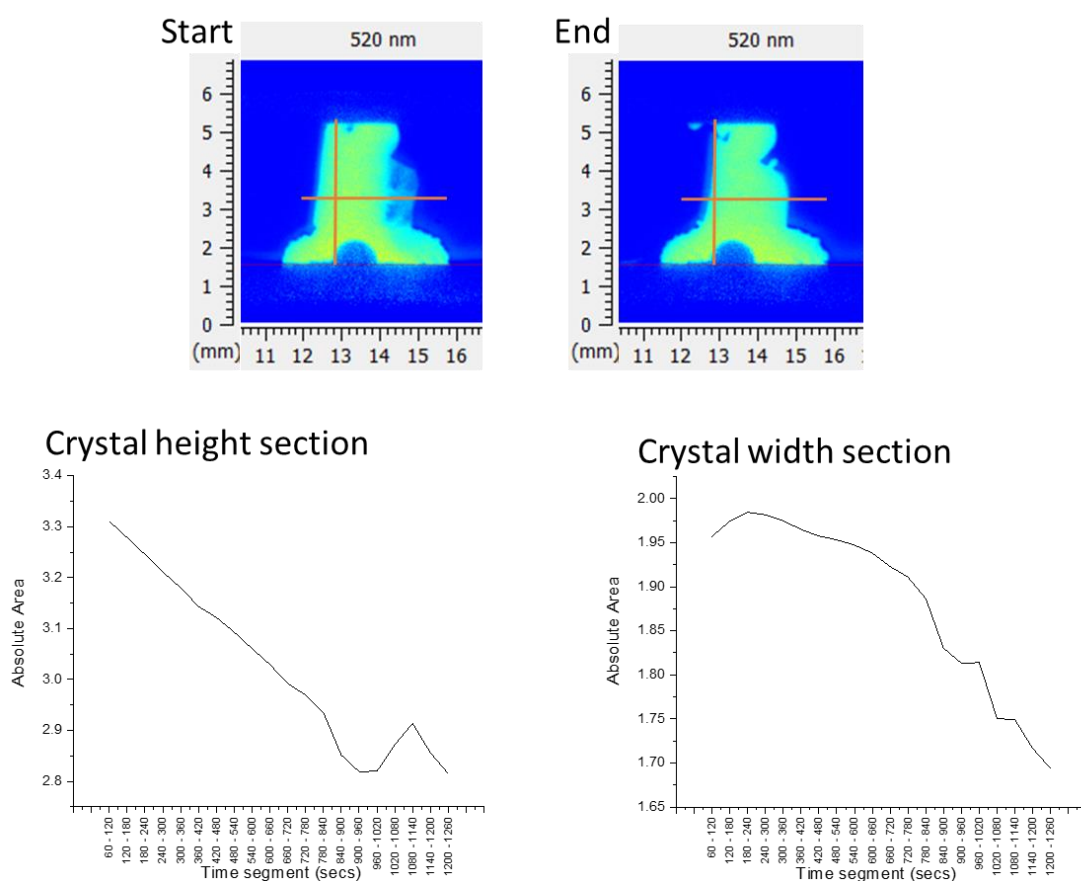 Start
520 nm
6
5
4
3
2
1
0
(mm) 11 12 13 14 15 16
End
520 nm
6
5
4
3
2
1
0
(mm) 11 12 13 14 15 16
Crystal height section
3.4
3.3
3.2
3.1
3.0
2.9
2.8
Absolute Area
60 - 120
120 - 180
180 - 240
240 - 300
300 - 360
360 - 420
420 - 480
480 - 540
540 - 600
600 - 660
660 - 720
720 - 780
780 - 840
840 - 900
900 - 960
960 - 1020
1020 - 1080
1080 - 1140
1140 - 1200
1200 - 1260
Time segment (secs)
Crystal width section
2.00
1.95
1.90
1.85
1.80
1.75
1.70
1.65
Absolute Area
60 - 120
120 - 180
180 - 240
240 - 300
300 - 360
360 - 420
420 - 480
480 - 540
540 - 600
600 - 660
660 - 720
720 - 780
780 - 840
840 - 900
900 - 960
960 - 1020
1020 - 1080
1080 - 1140
1140 - 1200
1200 - 1260
Time segment (secs)